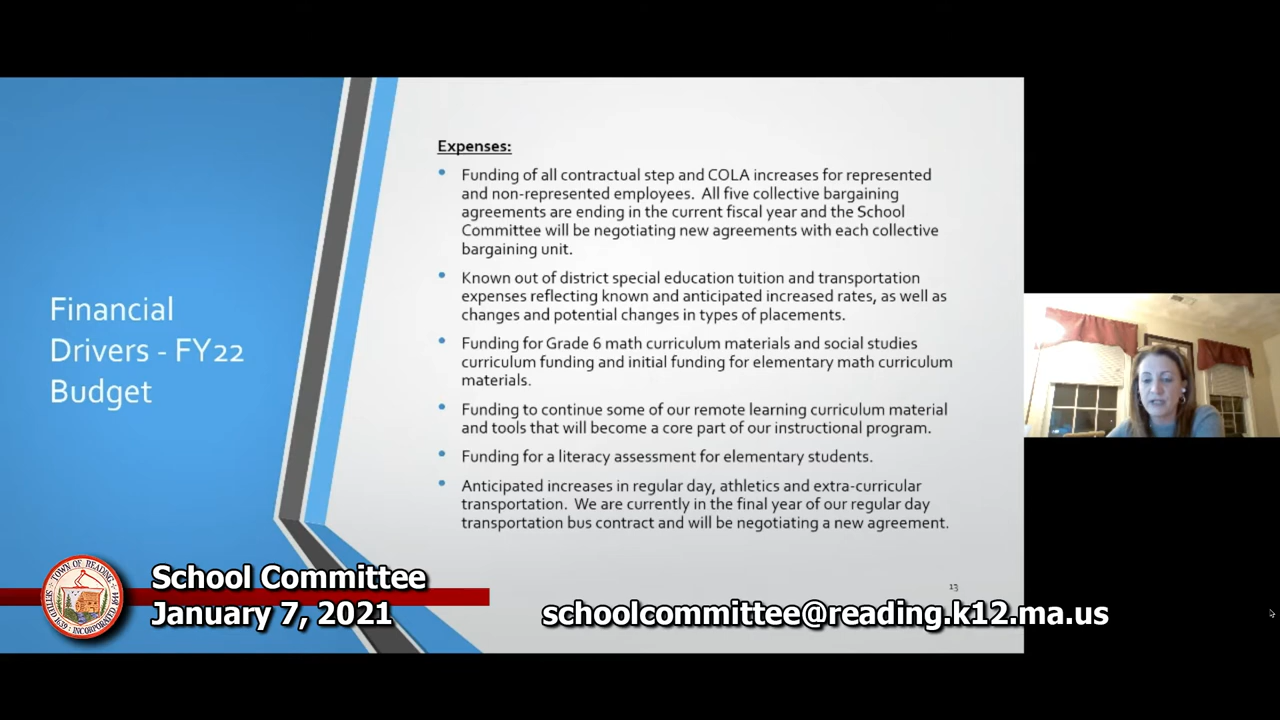 Expenses:
Funding of all contractual step and COLA increases for represented
and non-represented employees. All five collective bargaining
agreements are ending in the current fiscal year and the School
Committee will be negotiating new agreements with each collective
bargaining unit.
Known out of district special education tuition and transportation
expenses reflecting known and anticipated increased rates, as well as
changes and potential changes in types of placements.
Funding for Grade 6 math curriculum materials and social studies
curriculum funding and initial funding for elementary math curriculum
materials.
Funding to continue some of our remote learning curriculum material
and tools that will become a core part of our instructional program.
Funding for a literacy assessment for elementary students.
Anticipated increases in regular day, athletics and extra-curricular
transportation. We are currently in the final year of our regular day
transportation bus contract and will be negotiating a new agreement.
Financial
Drivers - FY22
Budget
13
TOWN OF READING
SETTLED 1639 INCORPORATED 1644
School Committee
January 7, 2021
schoolcommittee@reading.k12.ma.us